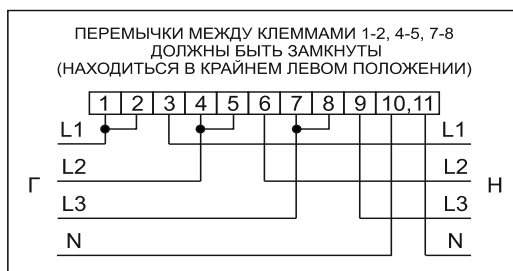 ПЕРЕМЫЧКИ МЕЖДУ КЛЕММАМИ 1-2, 4-5, 7-8
ДОЛЖНЫ БЫТЬ ЗАМКНУТЫ
(НАХОДИТЬСЯ В КРАЙНЕМ ЛЕВОМ ПОЛОЖЕНИИ)
1 2 3 4 5 6 7 8 9 10,11
L1 L1
L2 L2
Г Н
L3 L3
N N